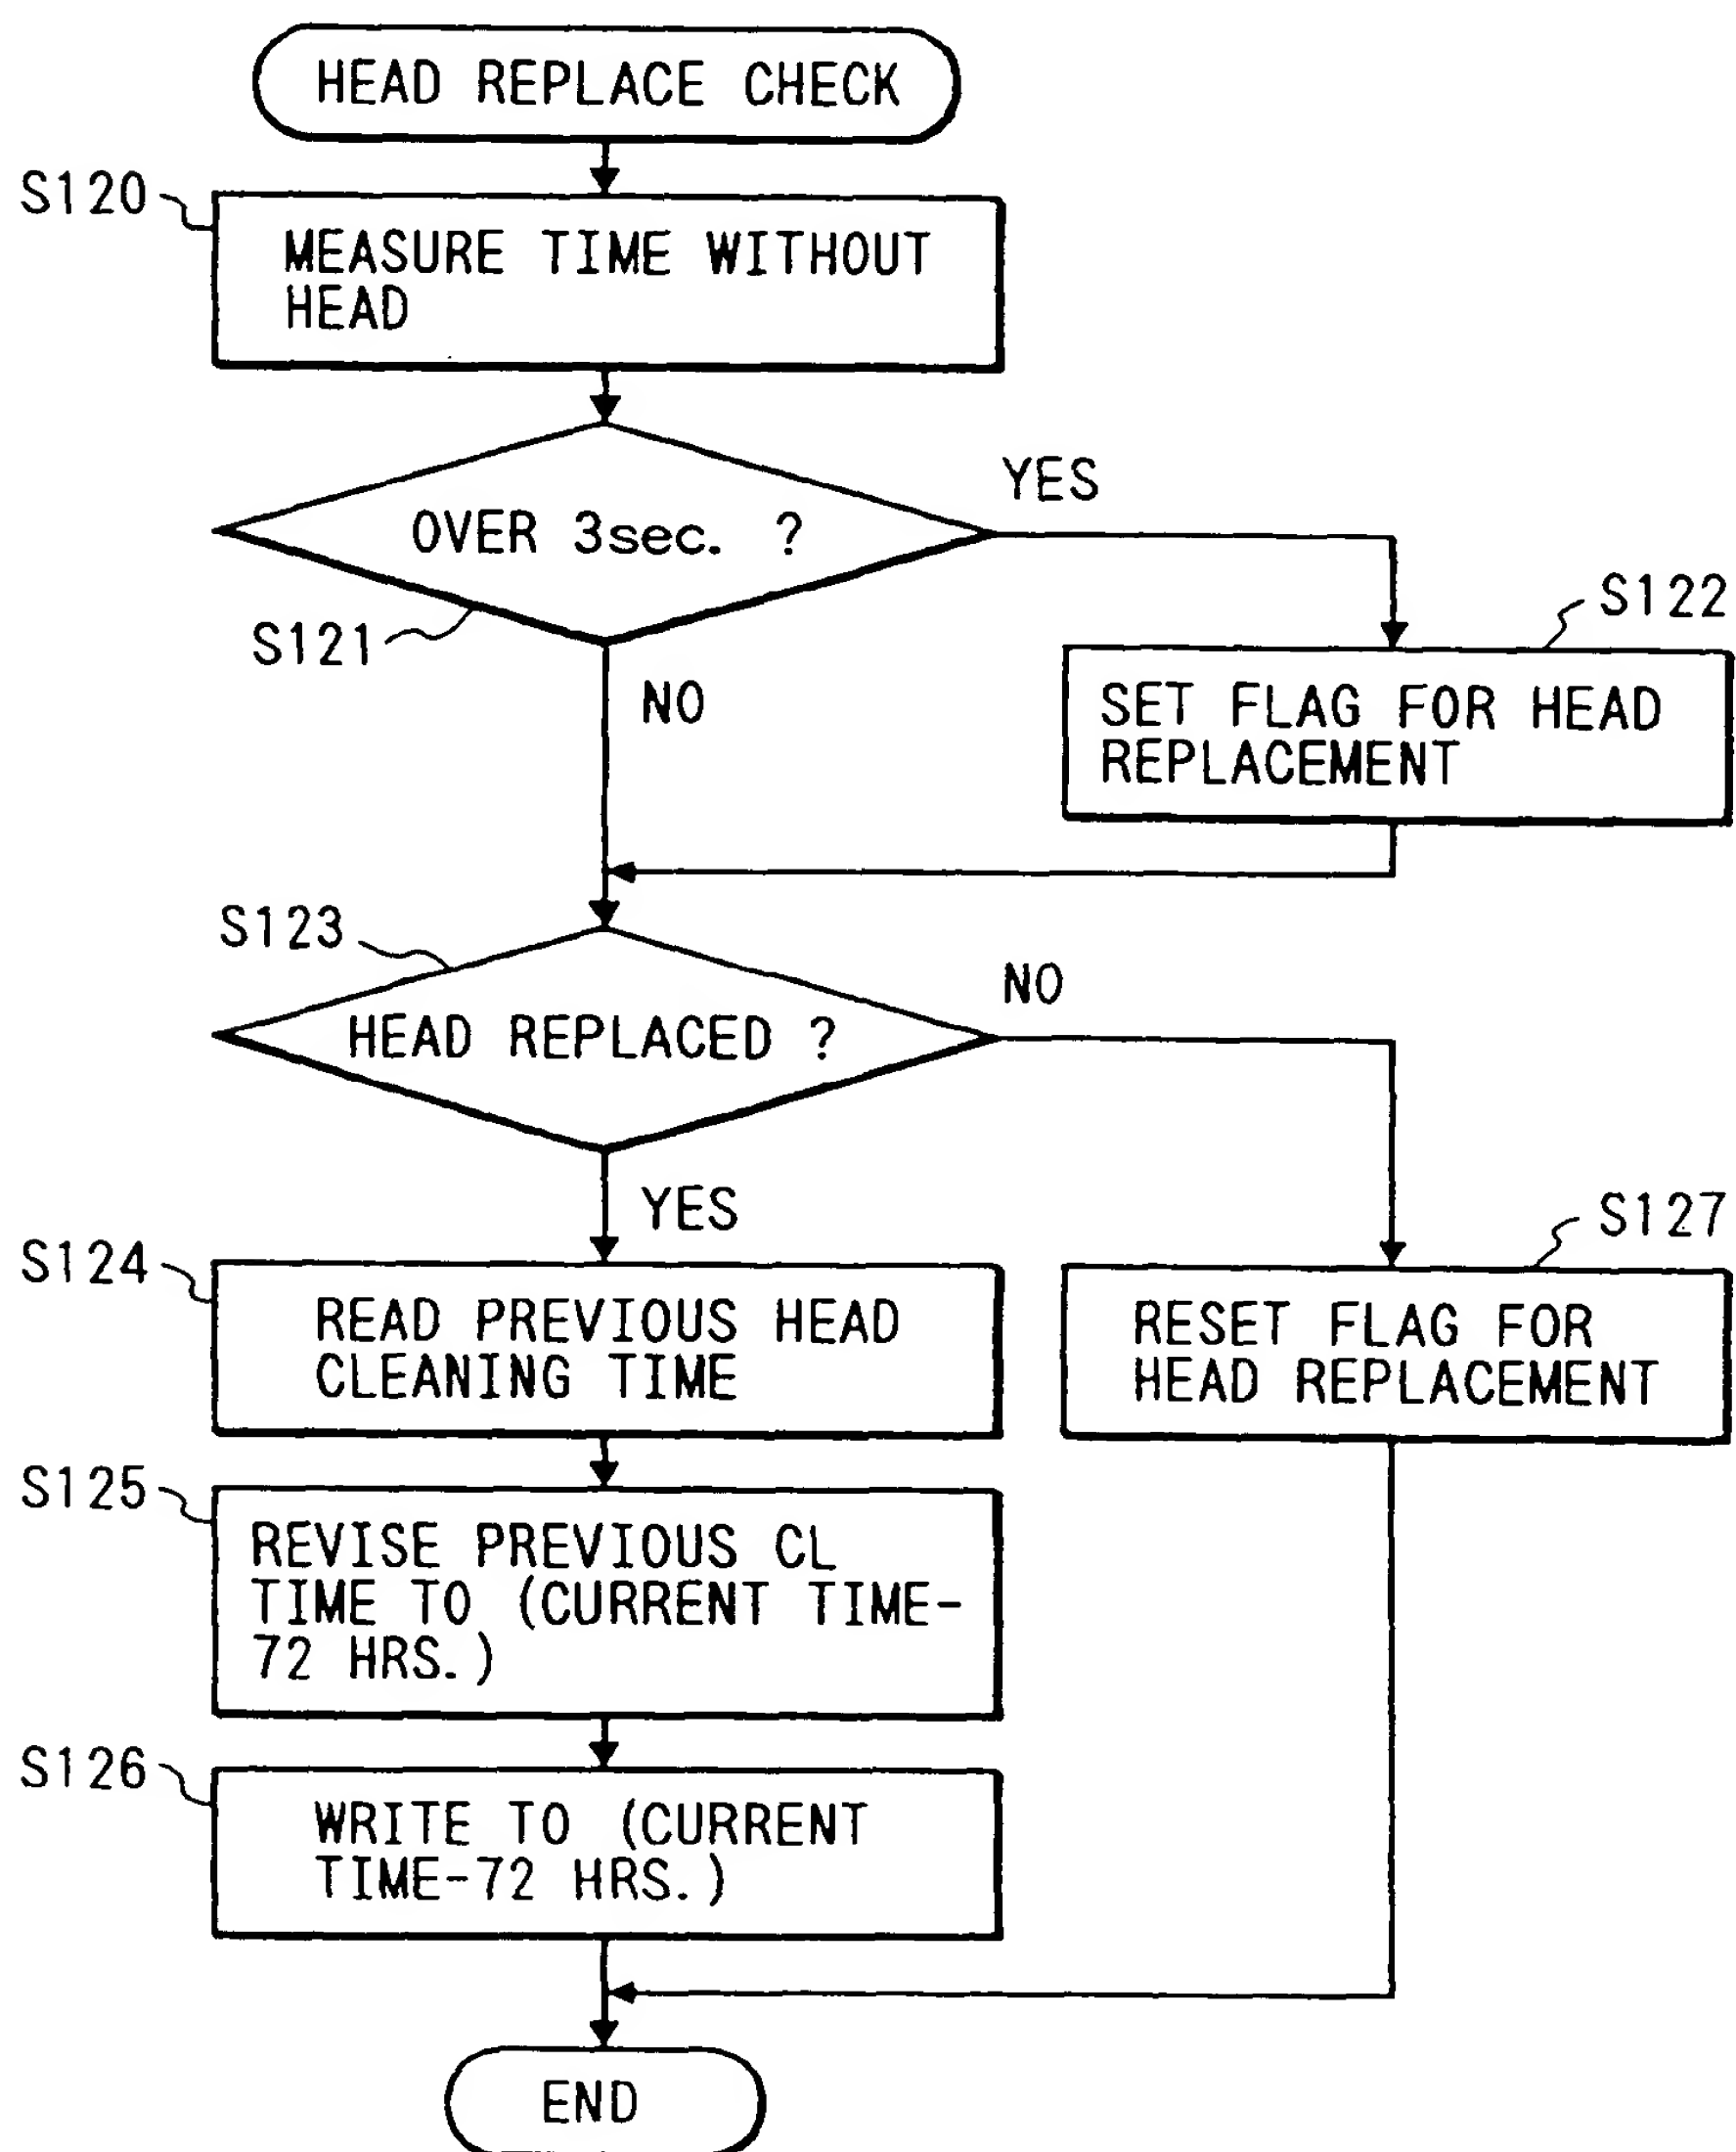 HEAD REPLACE CHECK
S120
MEASURE TIME WITHOUT
HEAD
OVER 3sec. ?
YES
S121
NO
S122
SET FLAG FOR HEAD
REPLACEMENT
S123
HEAD REPLACED ?
NO
YES
S124
READ PREVIOUS HEAD
CLEANING TIME
S127
RESET FLAG FOR
HEAD REPLACEMENT
S125
REVISE PREVIOUS CL
TIME TO (CURRENT TIME-
72 HRS.)
S126
WRITE TO (CURRENT
TIME-72 HRS.)
END